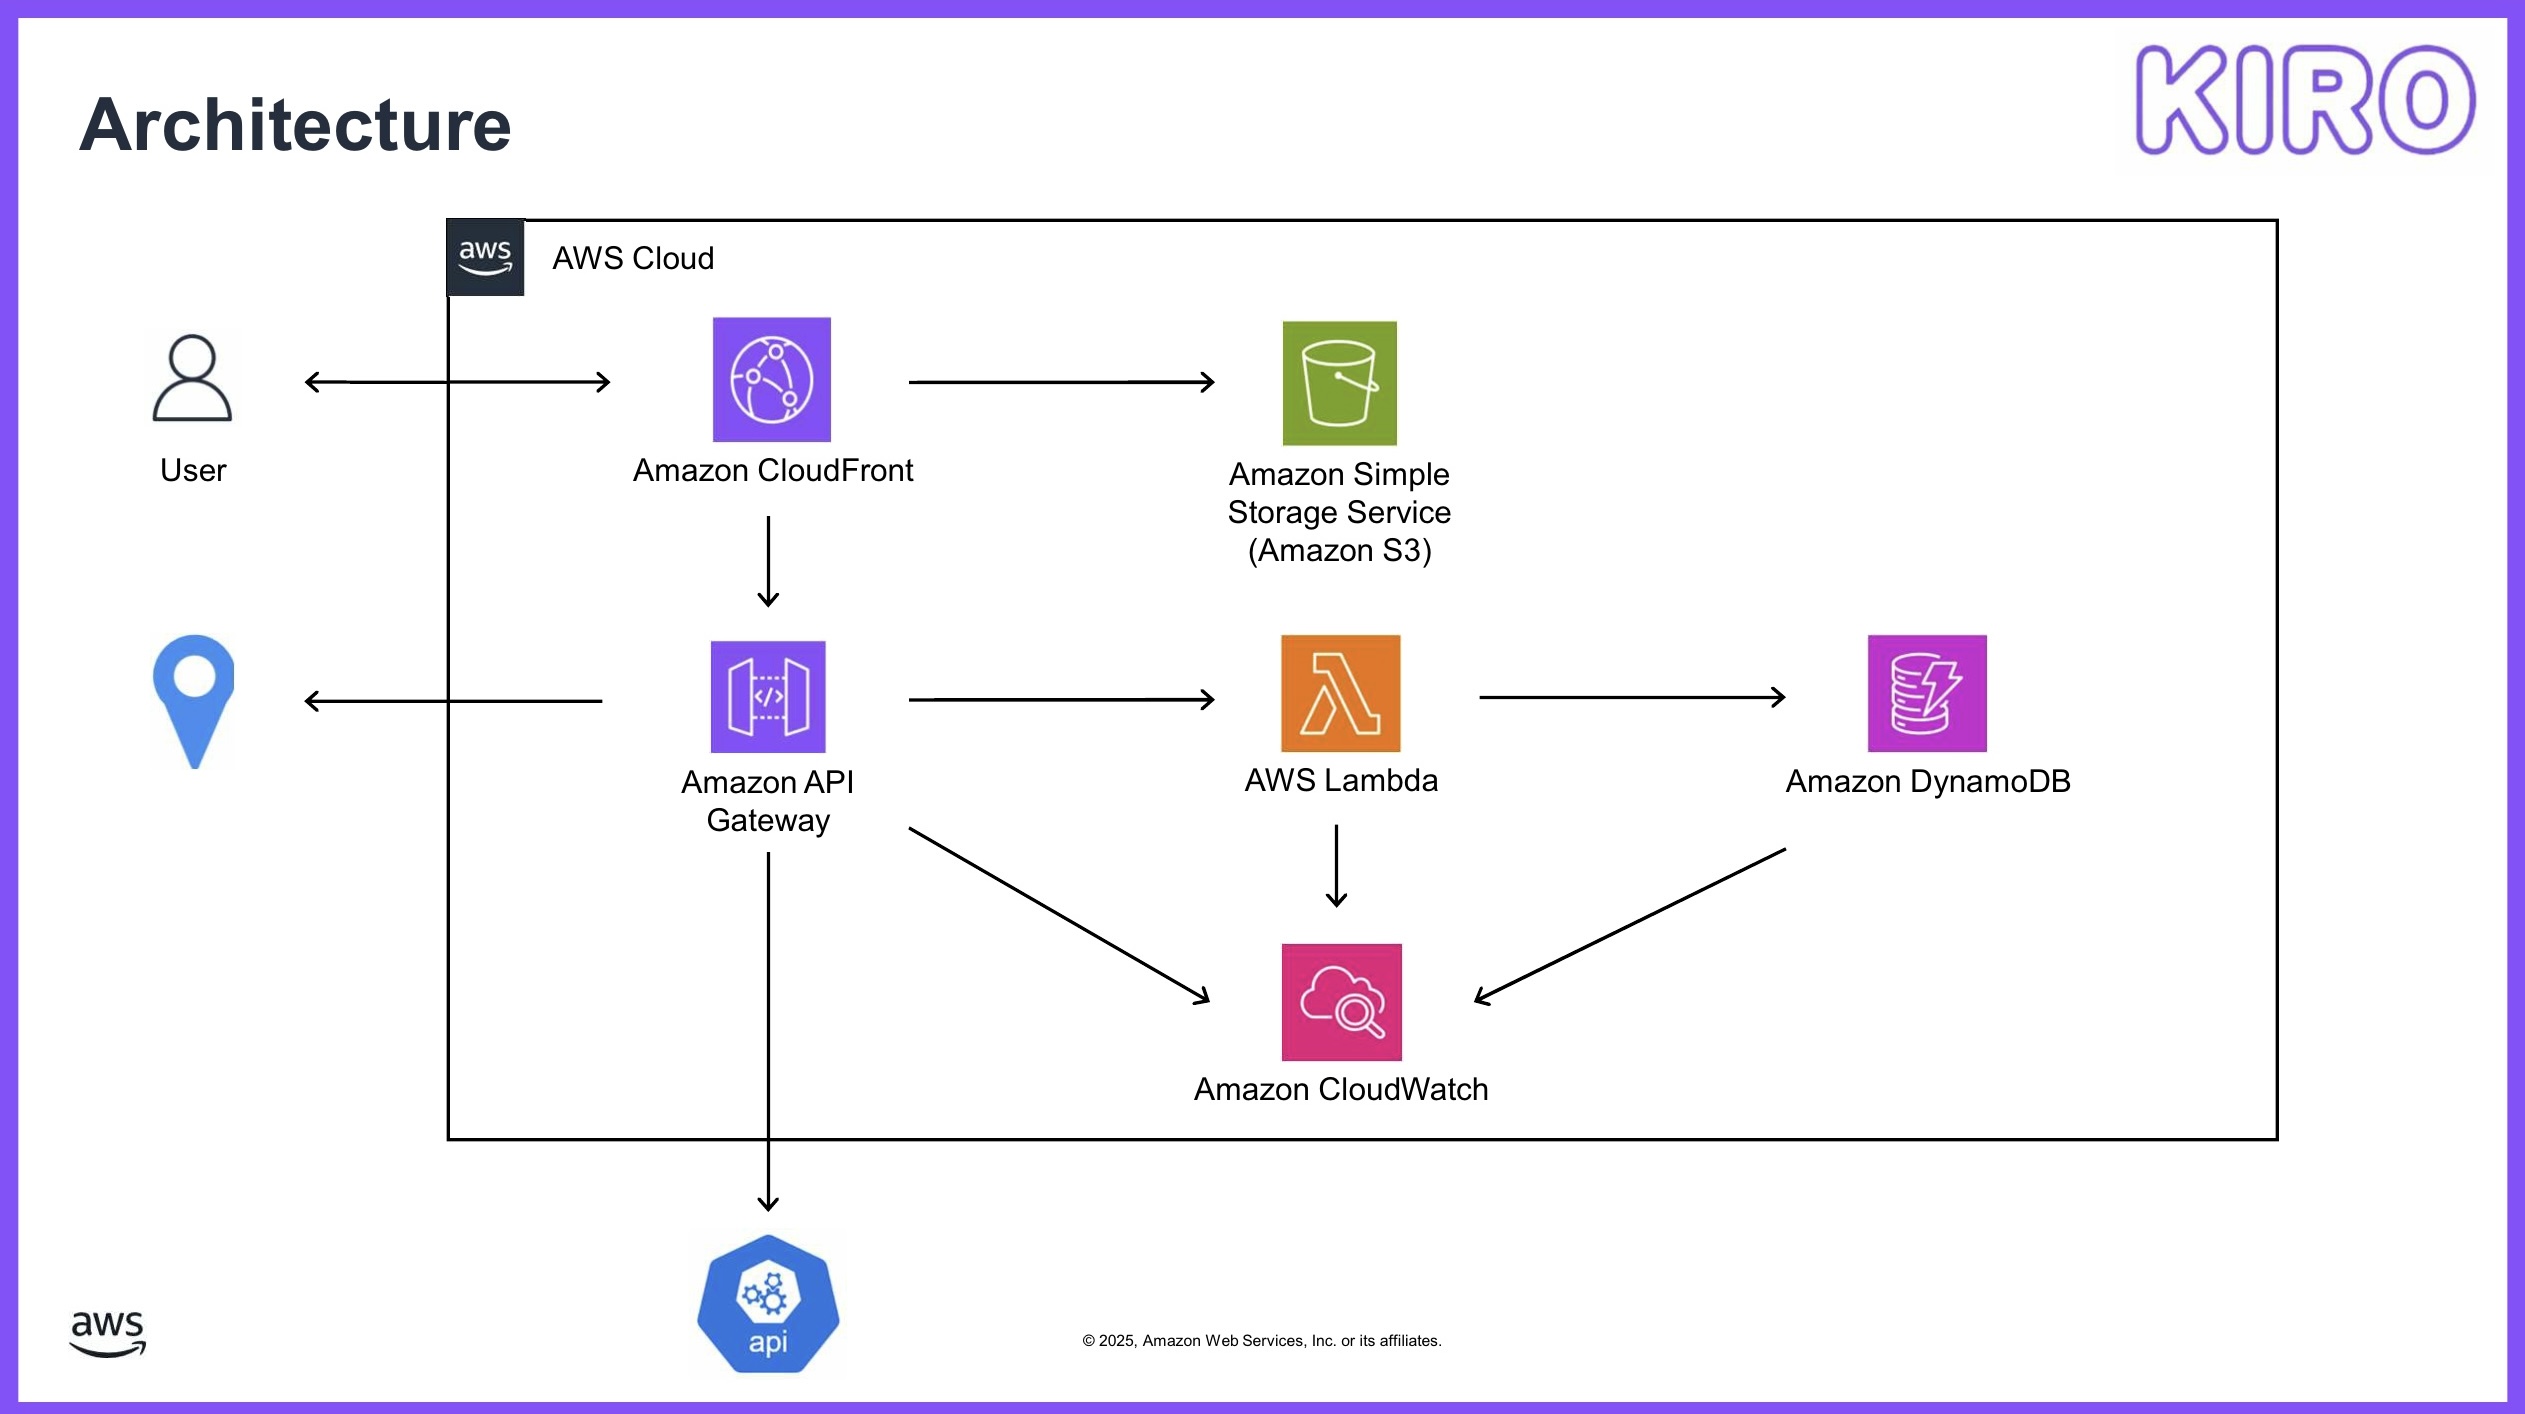 KIRO
Architecture
aws
AWS Cloud
User
Amazon CloudFront
Amazon Simple
Storage Service
(Amazon S3)
</>
Amazon API
Gateway
AWS Lambda
Amazon DynamoDB
Amazon CloudWatch
api
aws
© 2025, Amazon Web Services, Inc. or its affiliates.